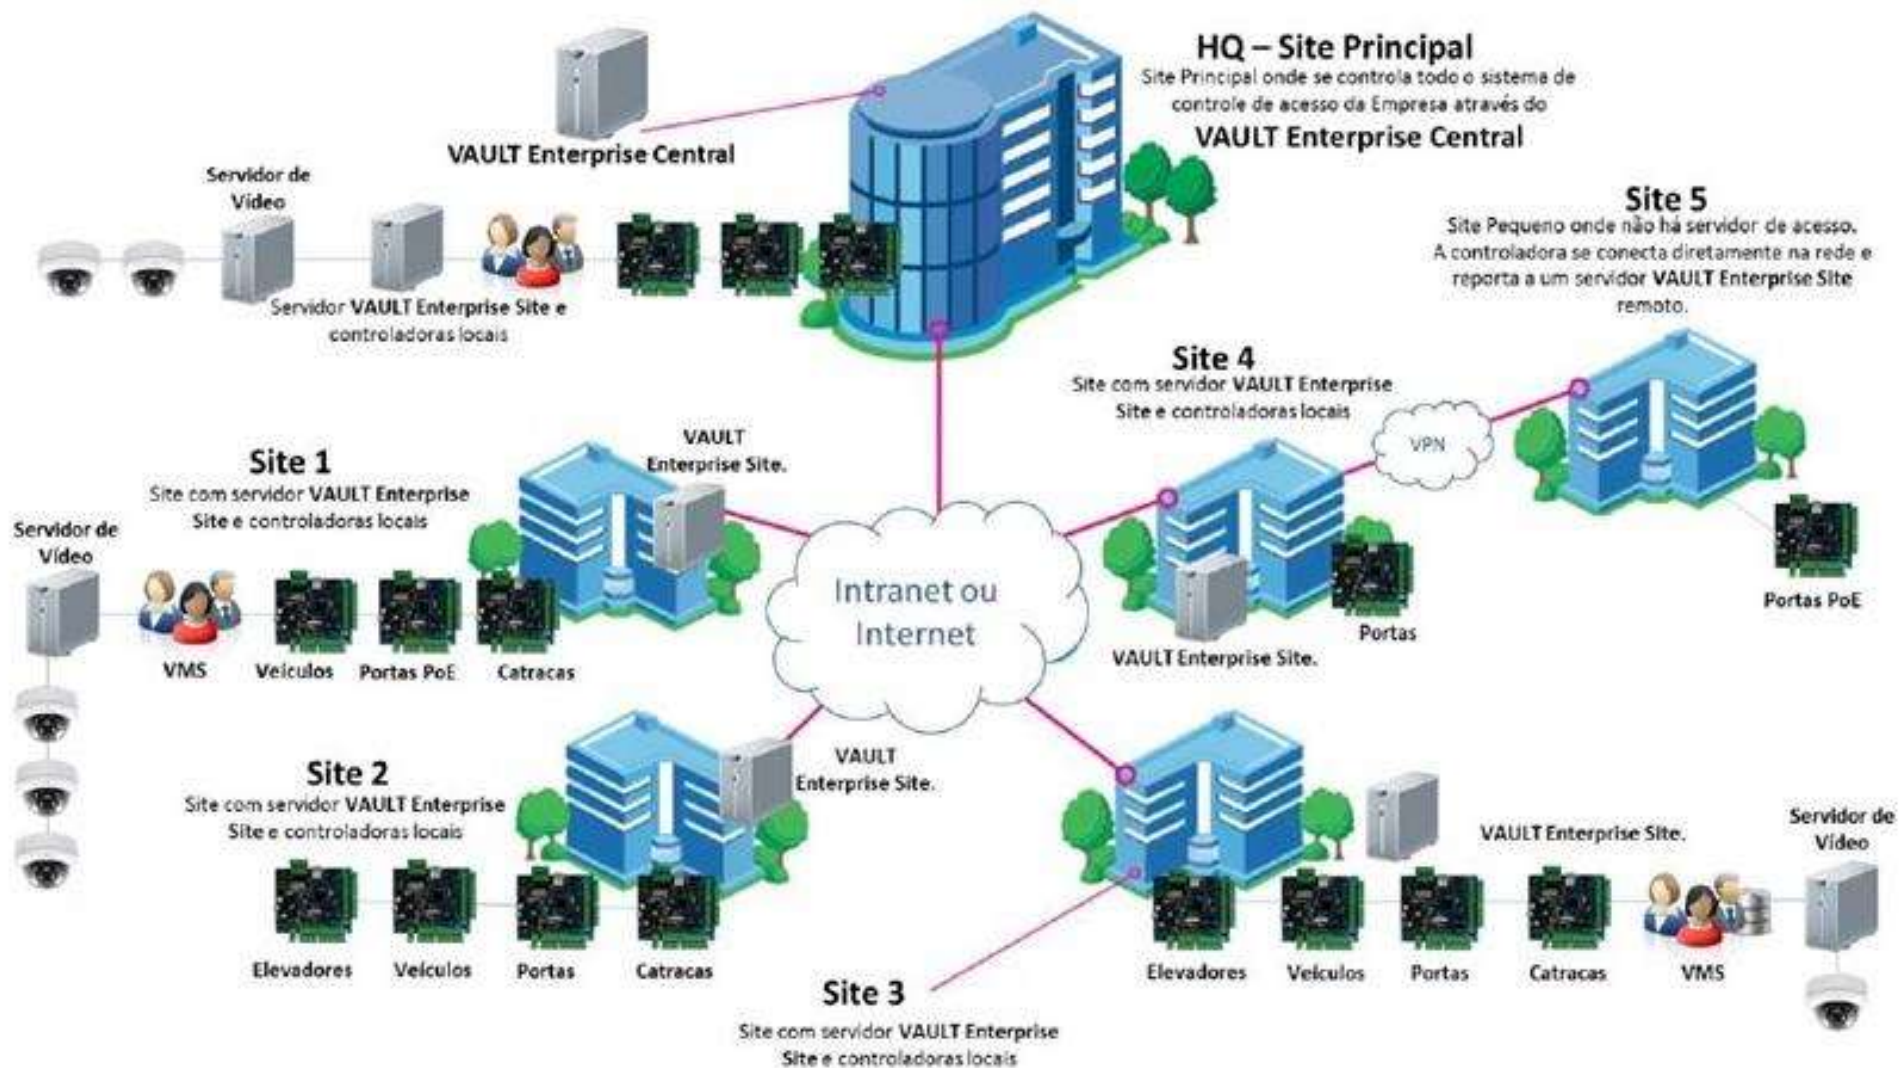 HQ – Site Principal
Site Principal onde se controla todo o sistema de
controle de acesso da Empresa através do
VAULT Enterprise Central
VAULT Enterprise Central
Servidor de
Vídeo
Servidor VAULT Enterprise Site e
controladoras locais
Site 5
Site Pequeno onde não há servidor de acesso.
A controladora se conecta diretamente na rede e
reporta a um servidor VAULT Enterprise Site
remoto.
Site 4
Site com servidor VAULT Enterprise
Site e controladoras locais
VPN
Portas PoE
Portas
VAULT Enterprise Site.
Site 1
Site com servidor VAULT Enterprise
Site e controladoras locais
VAULT
Enterprise Site.
Servidor de
Vídeo
VMS
Veículos
Portas PoE
Catracas
Intranet ou
Internet
Site 2
Site com servidor VAULT Enterprise
Site e controladoras locais
VAULT
Enterprise Site.
Elevadores
Veículos
Portas
Catracas
VAULT Enterprise Site.
Servidor de
Vídeo
Elevadores
Veículos
Portas
Catracas
VMS
Site 3
Site com servidor VAULT Enterprise
Site e controladoras locais